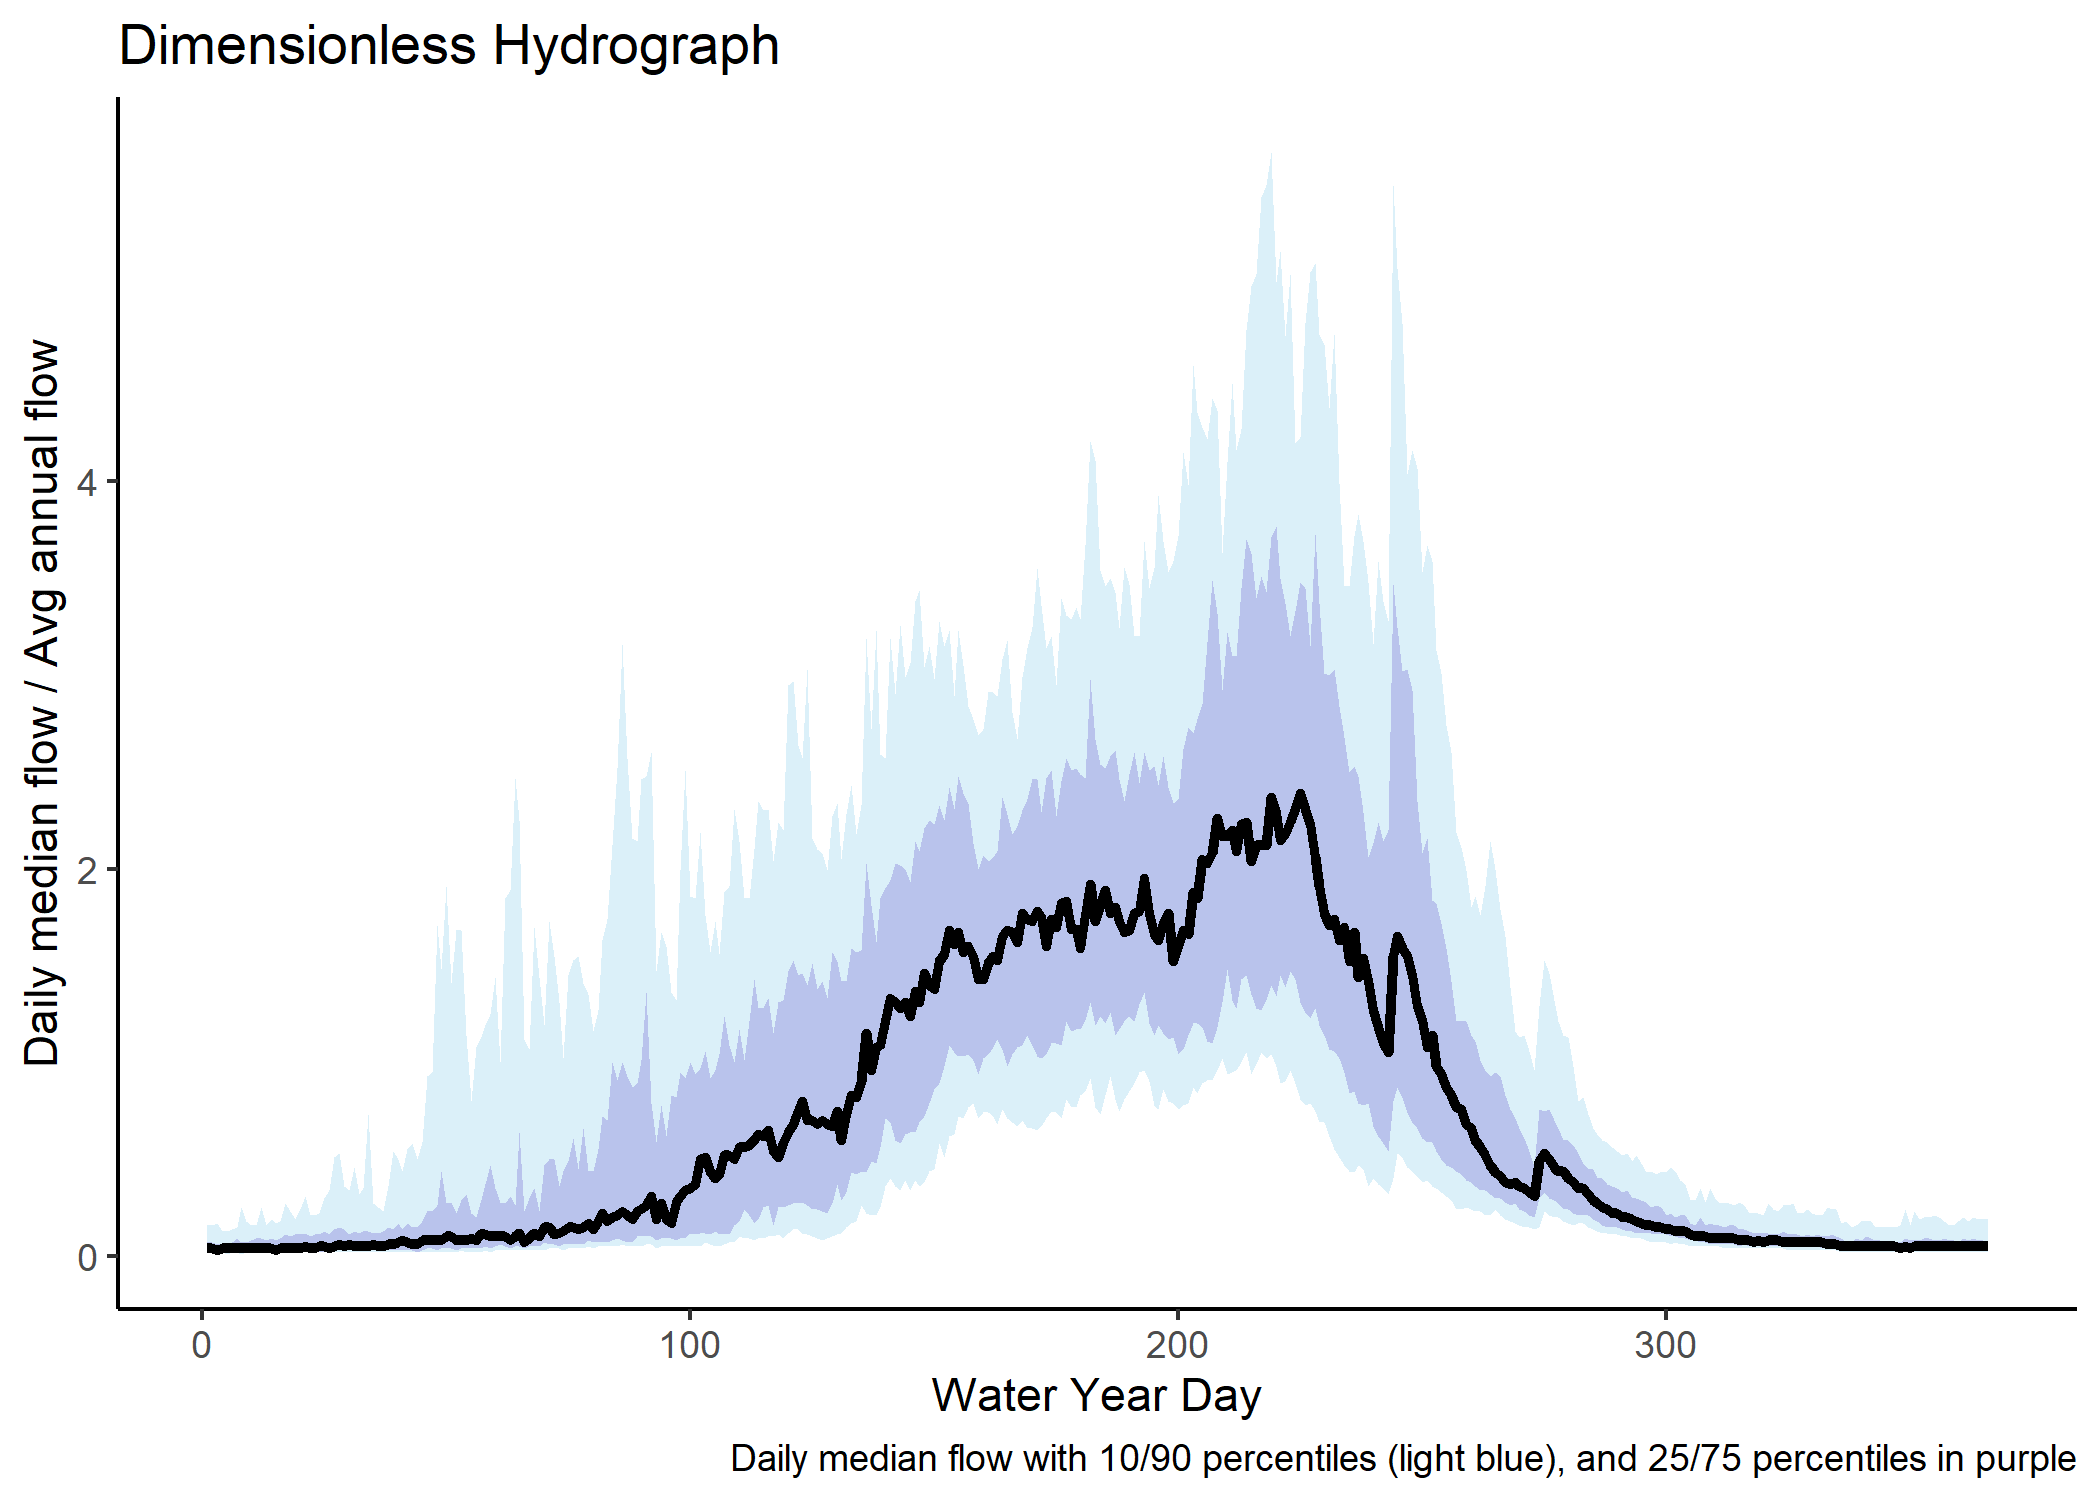 Dimensionless Hydrograph
Daily median flow / Avg annual flow
4
2
0
0
100
200
300
Water Year Day
Daily median flow with 10/90 percentiles (light blue), and 25/75 percentiles in purple